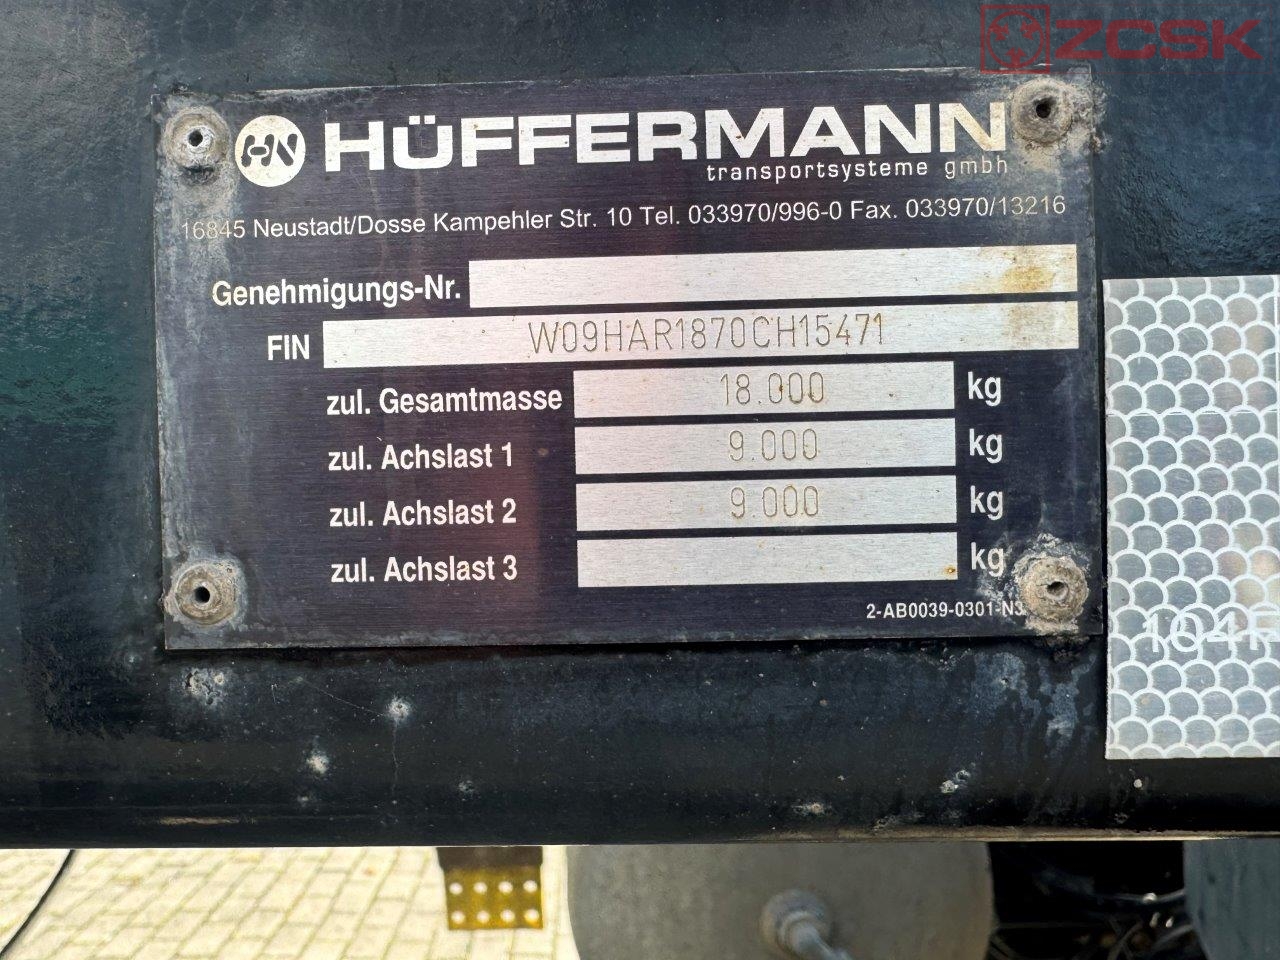 ZCSK
HN HÜFFERMANN
transportsysteme gmbh
16845 Neustadt/Dosse Kampehler Str. 10 Tel. 033970/996-0 Fax. 033970/13216
Genehmigungs-Nr.
FIN W09HAR1870CH15471
zul. Gesamtmasse 18.000 kg
zul. Achslast 1 9.000 kg
zul. Achslast 2 9.000 kg
zul. Achslast 3 kg
2-AB0039-0301-N3
104R